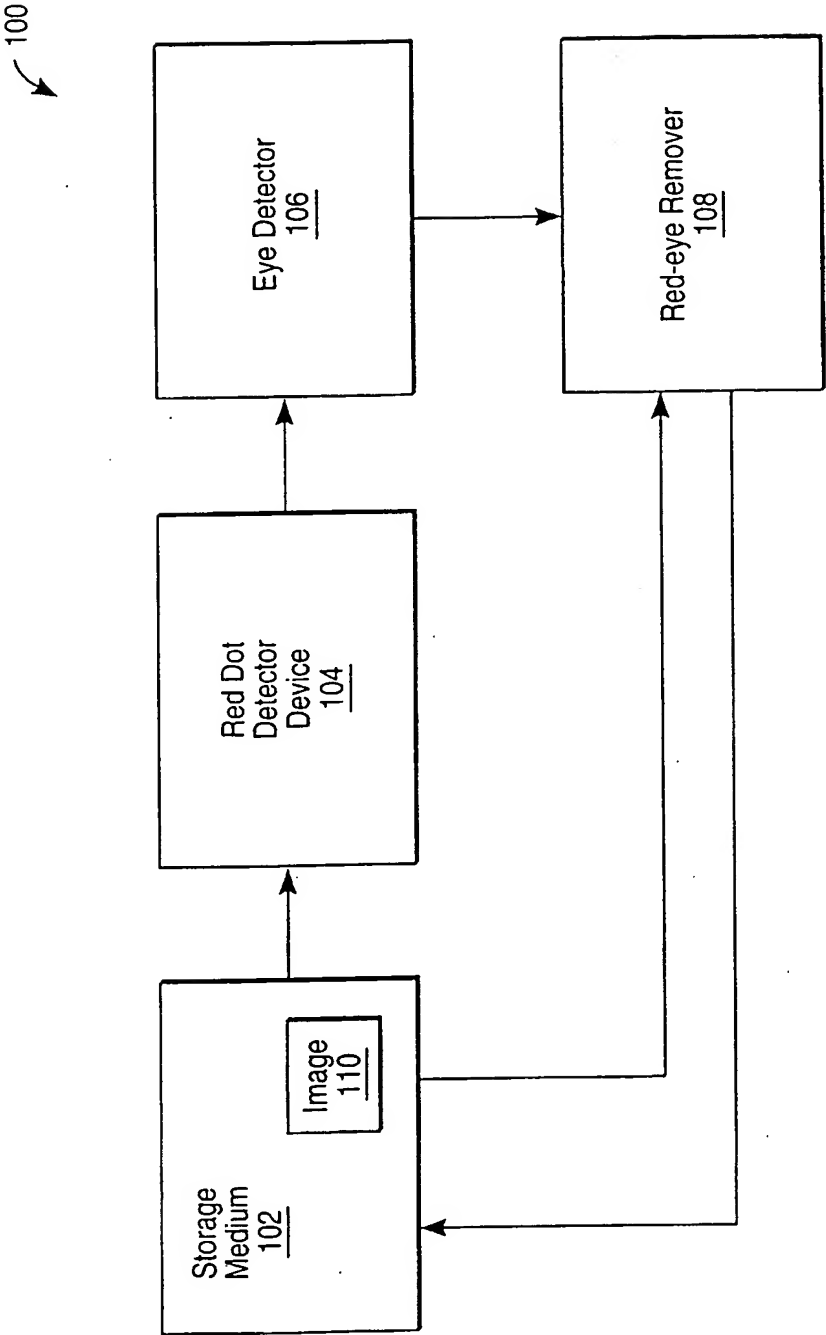 100
Storage
Medium
102
Image
110
Red Dot
Detector
Device
104
Eye Detector
106
Red-eye Remover
108